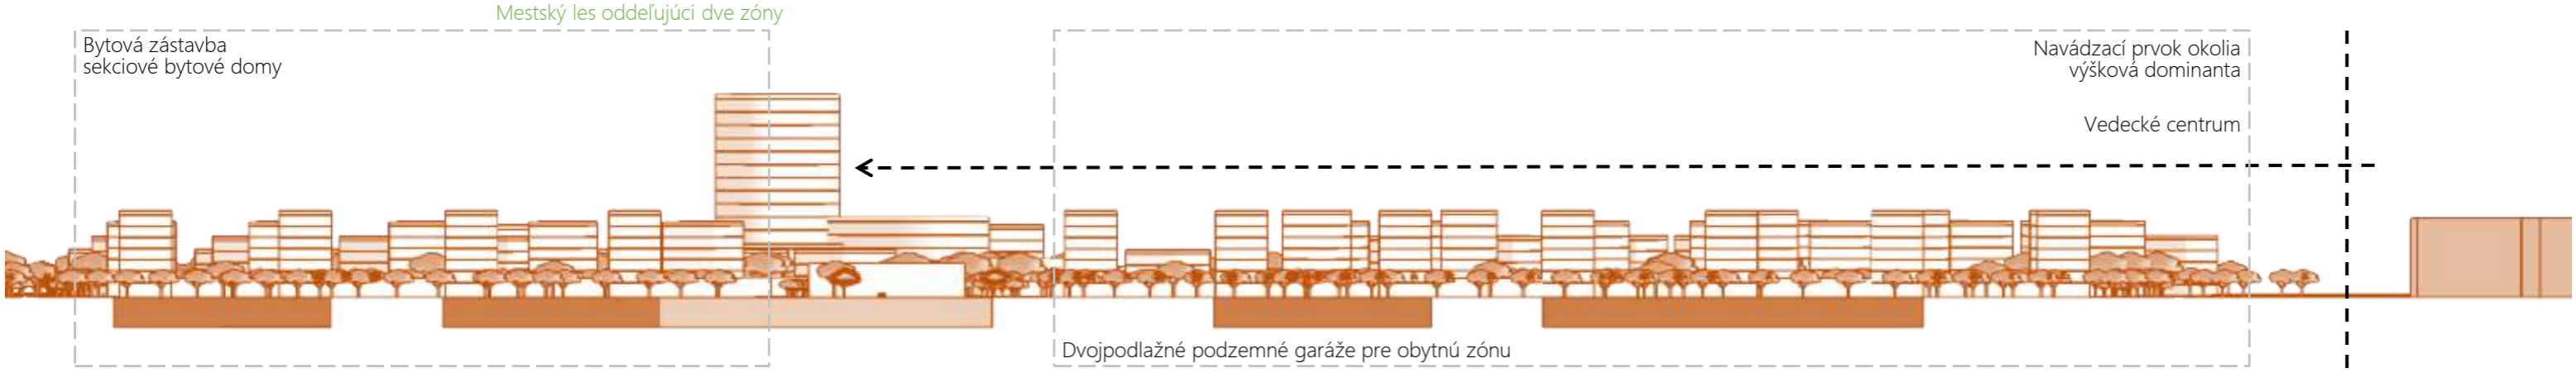 Mestský les oddeľujúci dve zóny
Bytová zástavba
sekciové bytové domy
Navádzací prvok okolia
výšková dominanta
Vedecké centrum
Dvojpodlažné podzemné garáže pre obytnú zónu